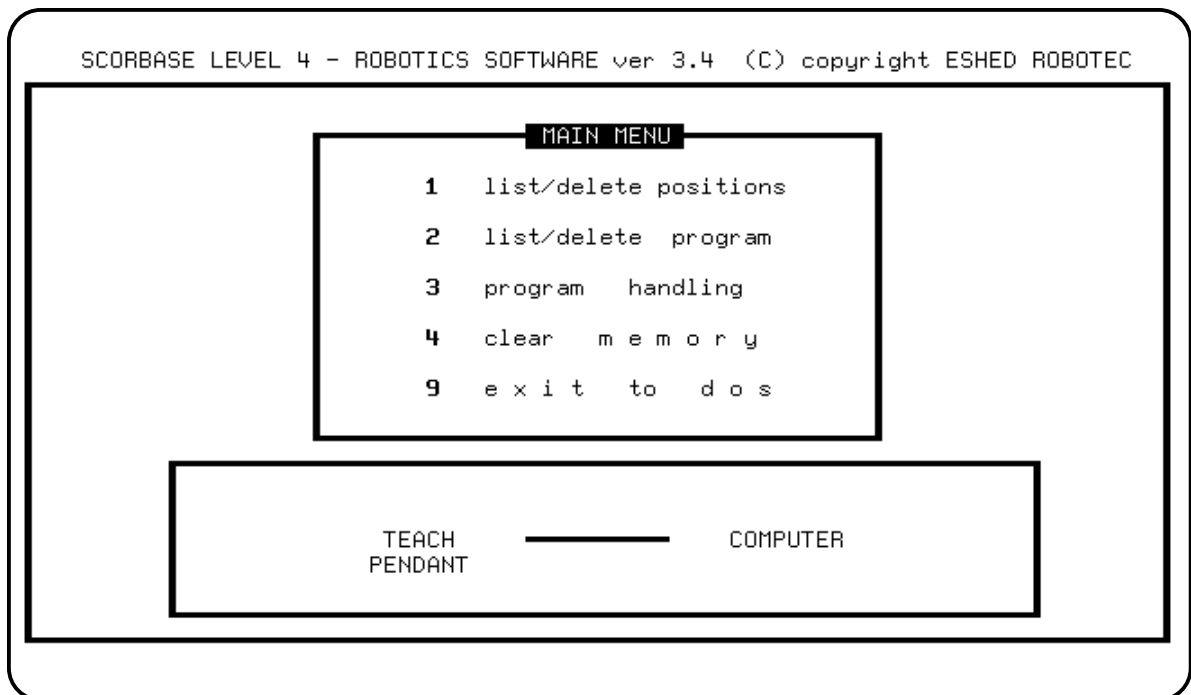 SCORBASE LEVEL 4 - ROBOTICS SOFTWARE ver 3.4 (C) copyright ESHED ROBOTEC
MAIN MENU
1 list/delete positions
2 list/delete program
3 program handling
4 clear m e m o r y
9 e x i t to d o s
TEACH COMPUTER
PENDANT